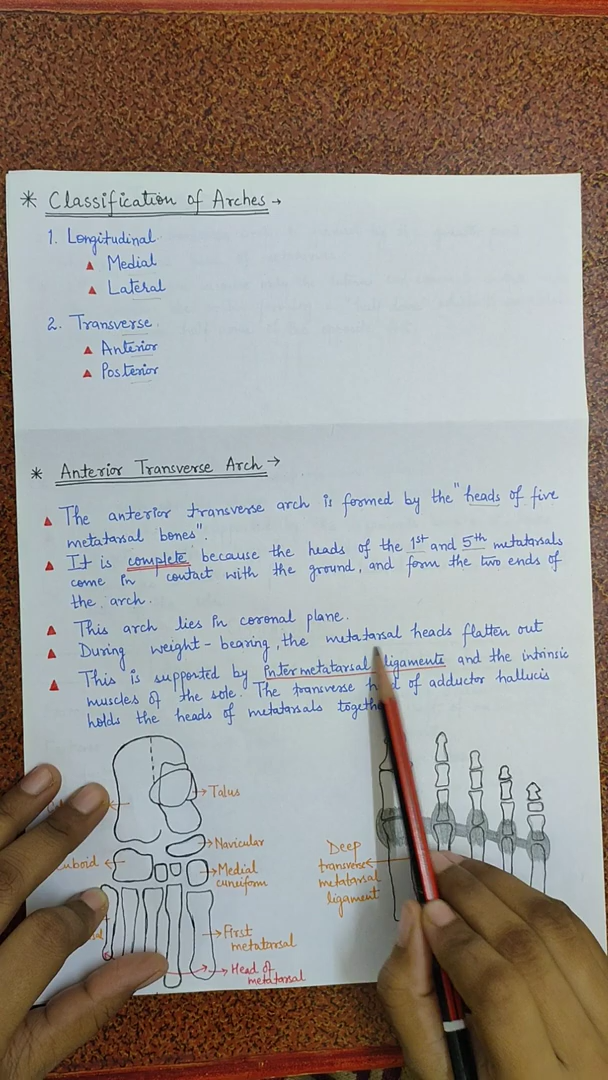 * Classification of Arches →
1. Longitudinal
▲ Medial
▲ Lateral
2. Transverse.
▲ Anterior
▲ Posterior
* Anterior Transverse Arch →
▲ The anterior transverse arch is formed by the "heads of five
metatarsal bones".
▲ It is complete because the heads of the 1st and 5th metatarsals
come in contact with the ground, and form the two ends of
the arch.
▲ This arch lies in coronal plane.
▲ During weight-bearing, the metatarsal heads flatten out
▲ This is supported by intermetatarsal ligaments and the intrinsic
muscles of the sole. The transverse of adductor hallucis
holds the heads of metatarsals
Talus
Navicular
Medial
cuneiform
First
metatarsal
Head of
metatarsal
Deep
transverse
metatarsal
ligament